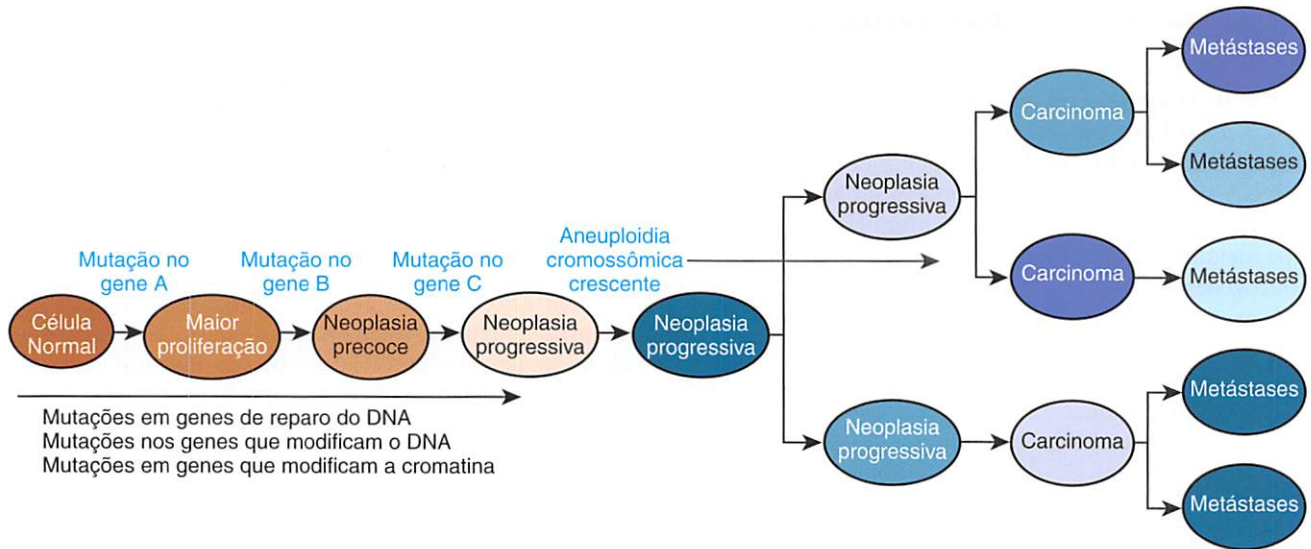 Metástases
Carcinoma
Metástases
Neoplasia
progressiva
Carcinoma
Metástases
Mutação no
gene A
Mutação no
gene B
Mutação no
gene C
Aneuploidia
cromossômica
crescente
Célula
Normal
Maior
proliferação
Neoplasia
precoce
Neoplasia
progressiva
Neoplasia
progressiva
Mutações em genes de reparo do DNA
Mutações nos genes que modificam o DNA
Mutações em genes que modificam a cromatina
Neoplasia
progressiva
Carcinoma
Metástases
Metástases